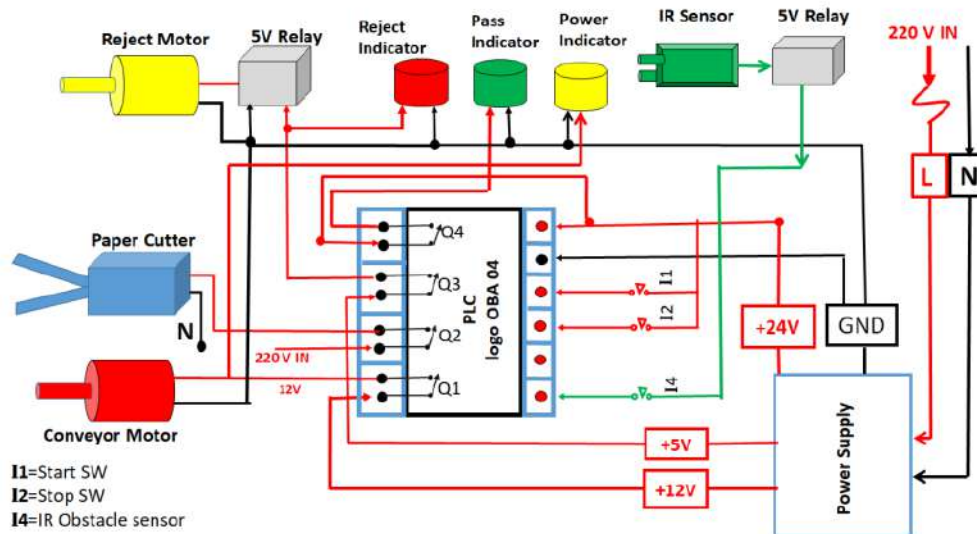 Reject Motor
5V Relay
Reject
Indicator
Pass
Indicator
Power
Indicator
IR Sensor
5V Relay
220 V IN
L
N
Paper Cutter
N
220 V IN
12V
Conveyor Motor
Q4
Q3
Q2
Q1
PLC
logo OBA 04
I1
I2
I4
+24V
GND
+5V
+12V
Power Supply
I1=Start SW
I2=Stop SW
I4=IR Obstacle sensor